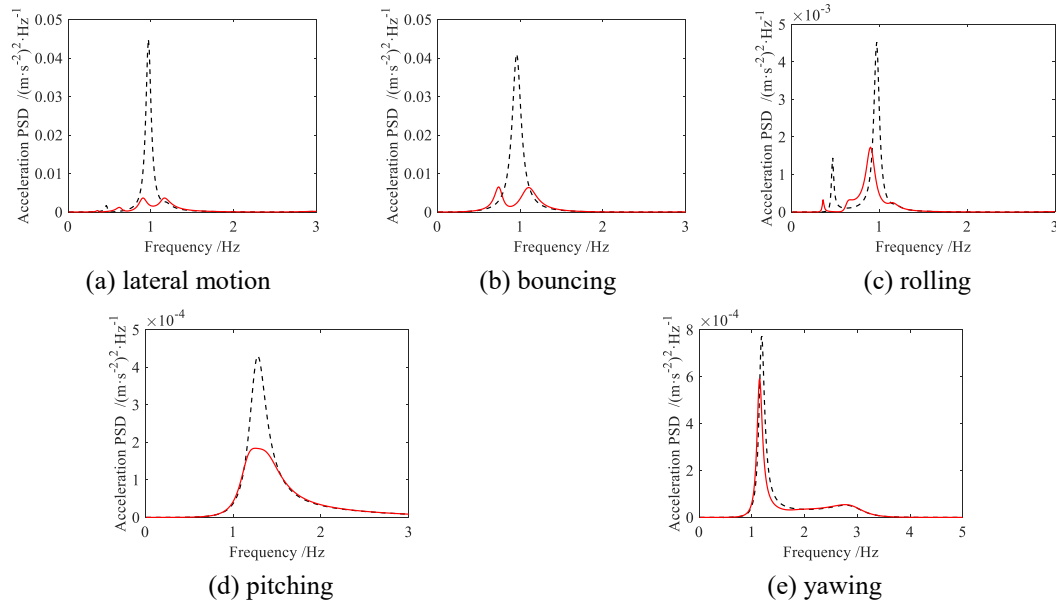 0.05
0.04
0.03
0.02
0.01
0
0 1 2 3
Acceleration PSD /(m·s⁻²)²·Hz⁻¹
Frequency /Hz
(a) lateral motion
0.05
0.04
0.03
0.02
0.01
0
0 1 2 3
Acceleration PSD /(m·s⁻²)²·Hz⁻¹
Frequency /Hz
(b) bouncing
×10⁻³
5
4
3
2
1
0
0 1 2 3
Acceleration PSD /(m·s⁻²)²·Hz⁻¹
Frequency /Hz
(c) rolling
×10⁻⁴
5
4
3
2
1
0
0 1 2 3
Acceleration PSD /(m·s⁻²)²·Hz⁻¹
Frequency /Hz
(d) pitching
×10⁻⁴
8
6
4
2
0
0 1 2 3 4 5
Acceleration PSD /(m·s⁻²)²·Hz⁻¹
Frequency /Hz
(e) yawing